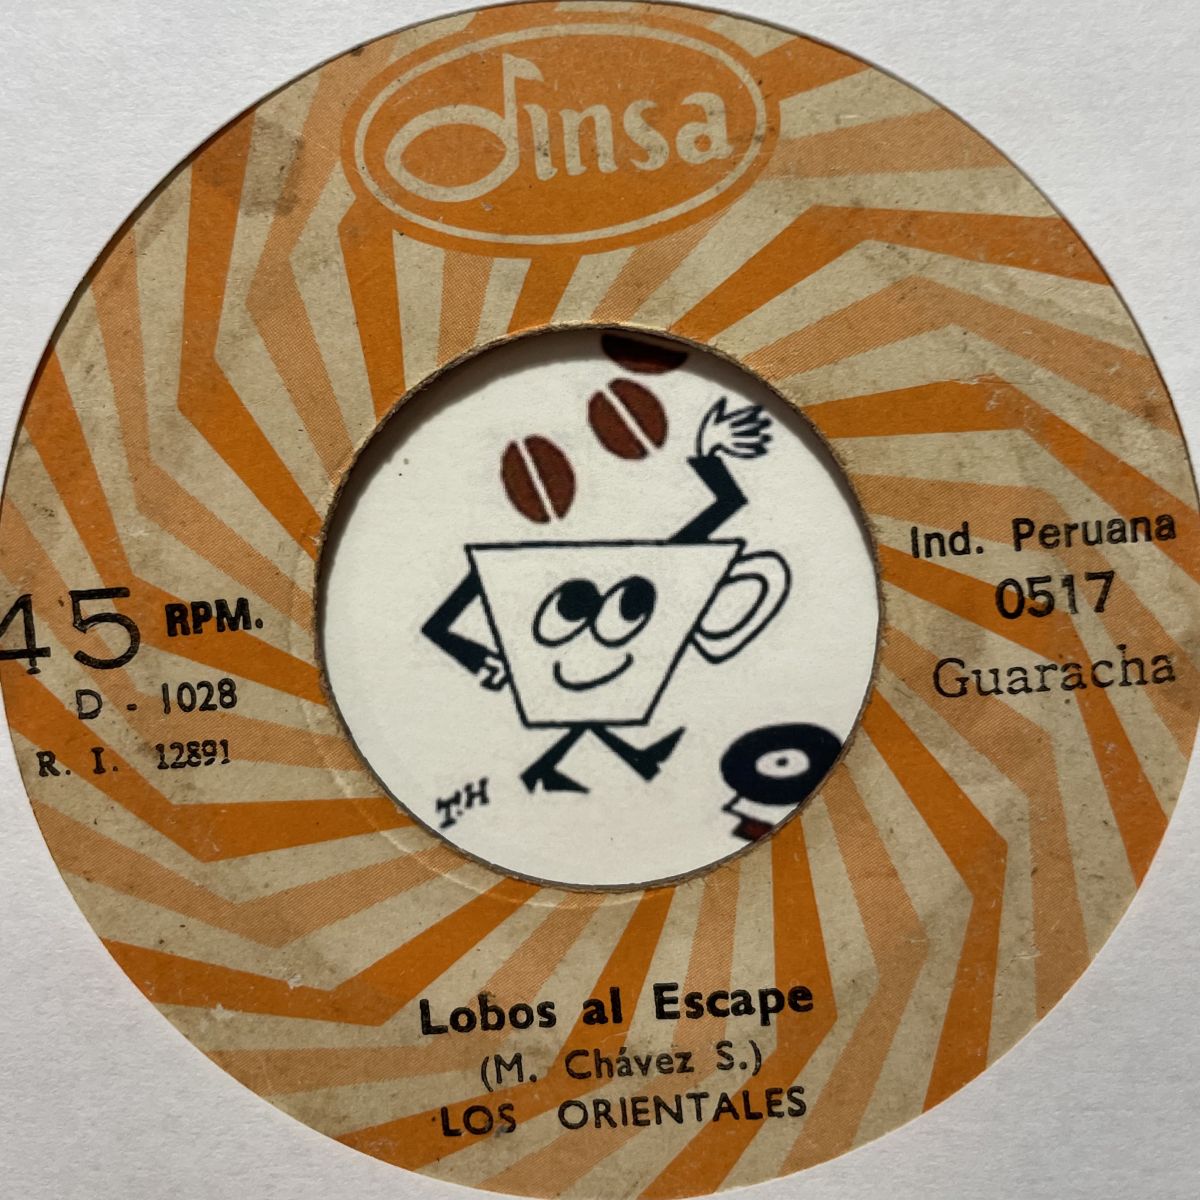 dinsa
45 RPM.
D - 1028
R. I. 12891
Ind. Peruana
0517
Guaracha
T.H
Lobos al Escape
(M. Chávez S.)
LOS ORIENTALES